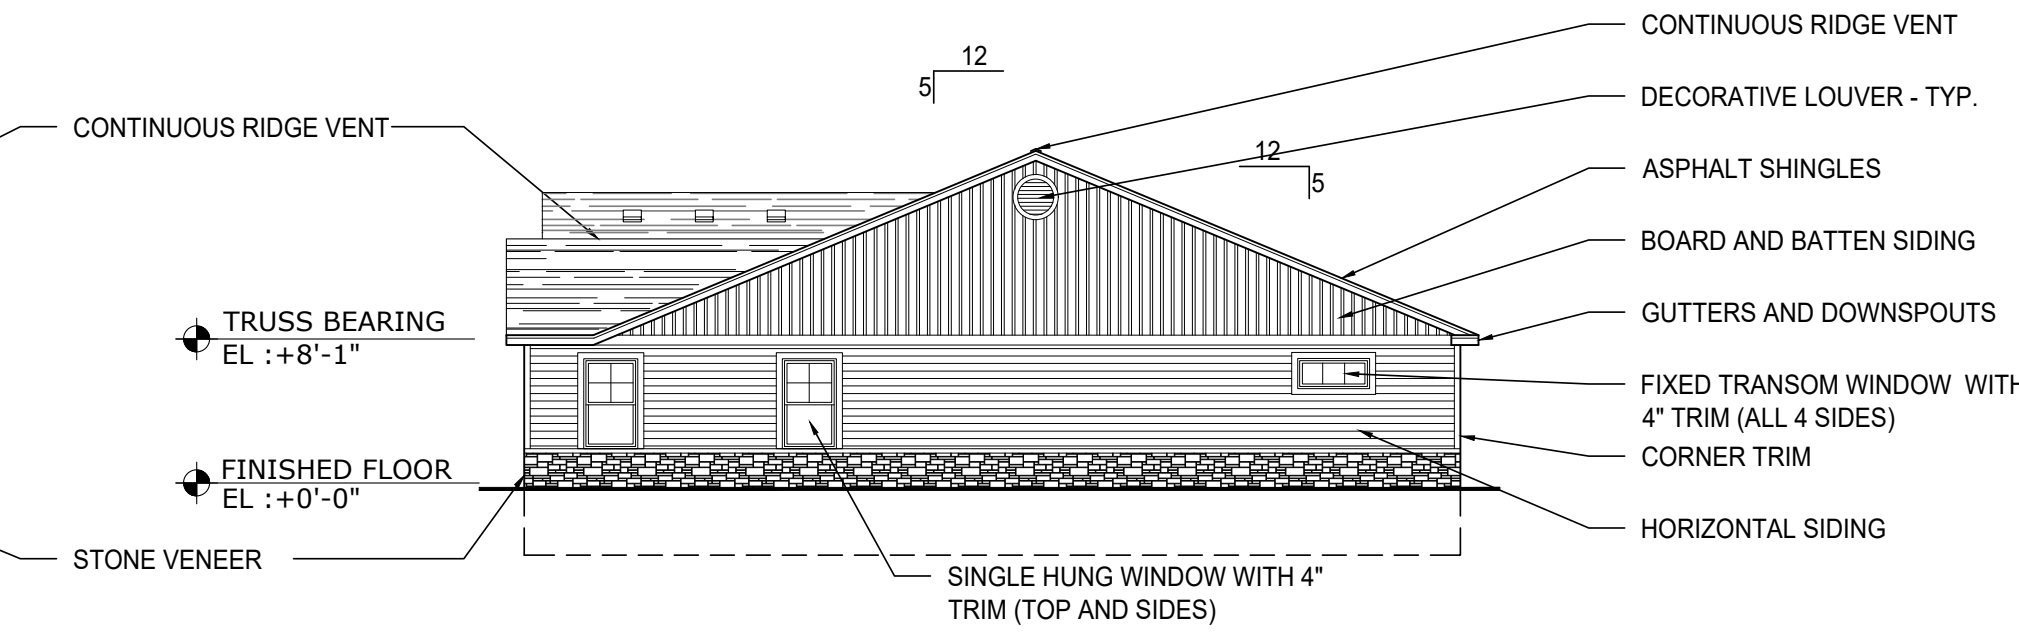 CONTINUOUS RIDGE VENT
12
5
DECORATIVE LOUVER - TYP.
CONTINUOUS RIDGE VENT
12
5
ASPHALT SHINGLES
BOARD AND BATTEN SIDING
GUTTERS AND DOWNSPOUTS
TRUSS BEARING
EL :+8'-1"
FIXED TRANSOM WINDOW WITH
4" TRIM (ALL 4 SIDES)
CORNER TRIM
FINISHED FLOOR
EL :+0'-0"
HORIZONTAL SIDING
STONE VENEER
SINGLE HUNG WINDOW WITH 4"
TRIM (TOP AND SIDES)